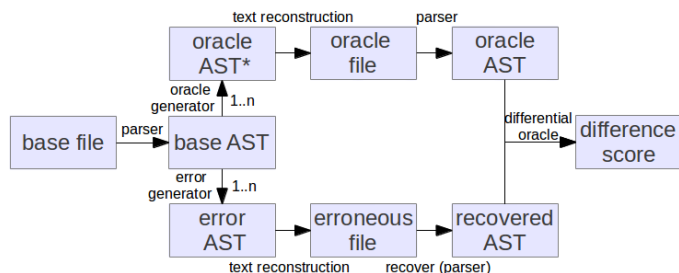 text reconstruction
parser
oracle
AST*
oracle
file
oracle
AST
oracle
generator
1..n
differential
oracle
base file
parser
base AST
difference
score
error
generator
1..n
error
AST
erroneous
file
recovered
AST
text reconstruction
recover (parser)